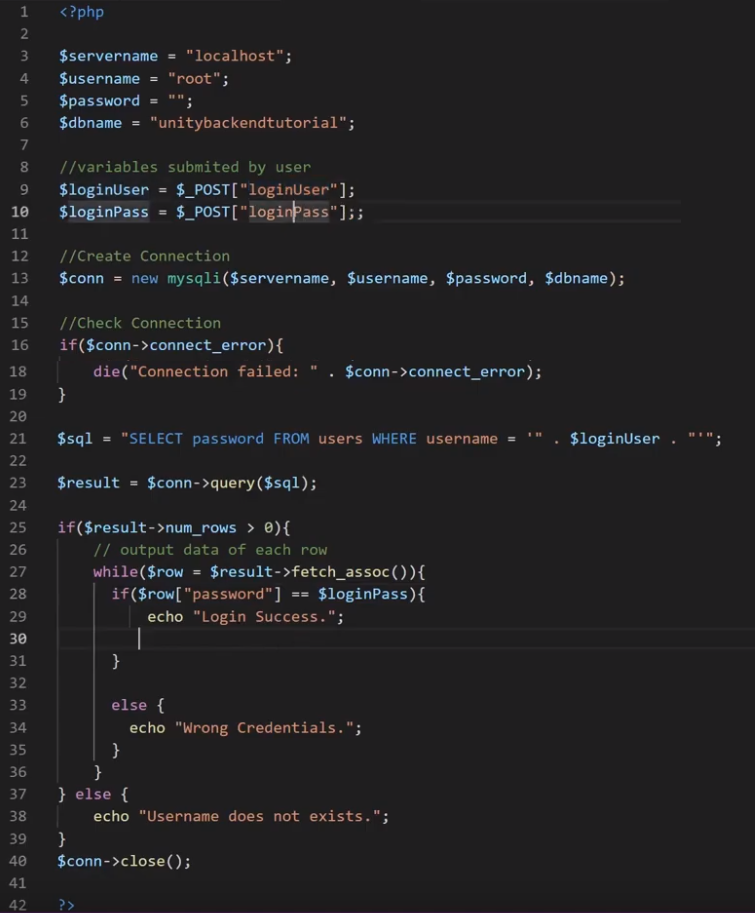 1 <?php
2
3 $servername = "localhost";
4 $username = "root";
5 $password = "";
6 $dbname = "unitybackendtutorial";
7
8 //variables submited by user
9 $loginUser = $_POST["loginUser"];
10 $loginPass = $_POST["loginPass"];;
11
12 //Create Connection
13 $conn = new mysqli($servername, $username, $password, $dbname);
14
15 //Check Connection
16 if($conn->connect_error){
18 die("Connection failed: " . $conn->connect_error);
19 }
20
21 $sql = "SELECT password FROM users WHERE username = '" . $loginUser . "'";
22
23 $result = $conn->query($sql);
24
25 if($result->num_rows > 0){
26 // output data of each row
27 while($row = $result->fetch_assoc()){
28 if($row["password"] == $loginPass){
29 echo "Login Success.";
30
31 }
32
33 else {
34 echo "Wrong Credentials.";
35 }
36 }
37 } else {
38 echo "Username does not exists.";
39 }
40 $conn->close();
41
42 ?>